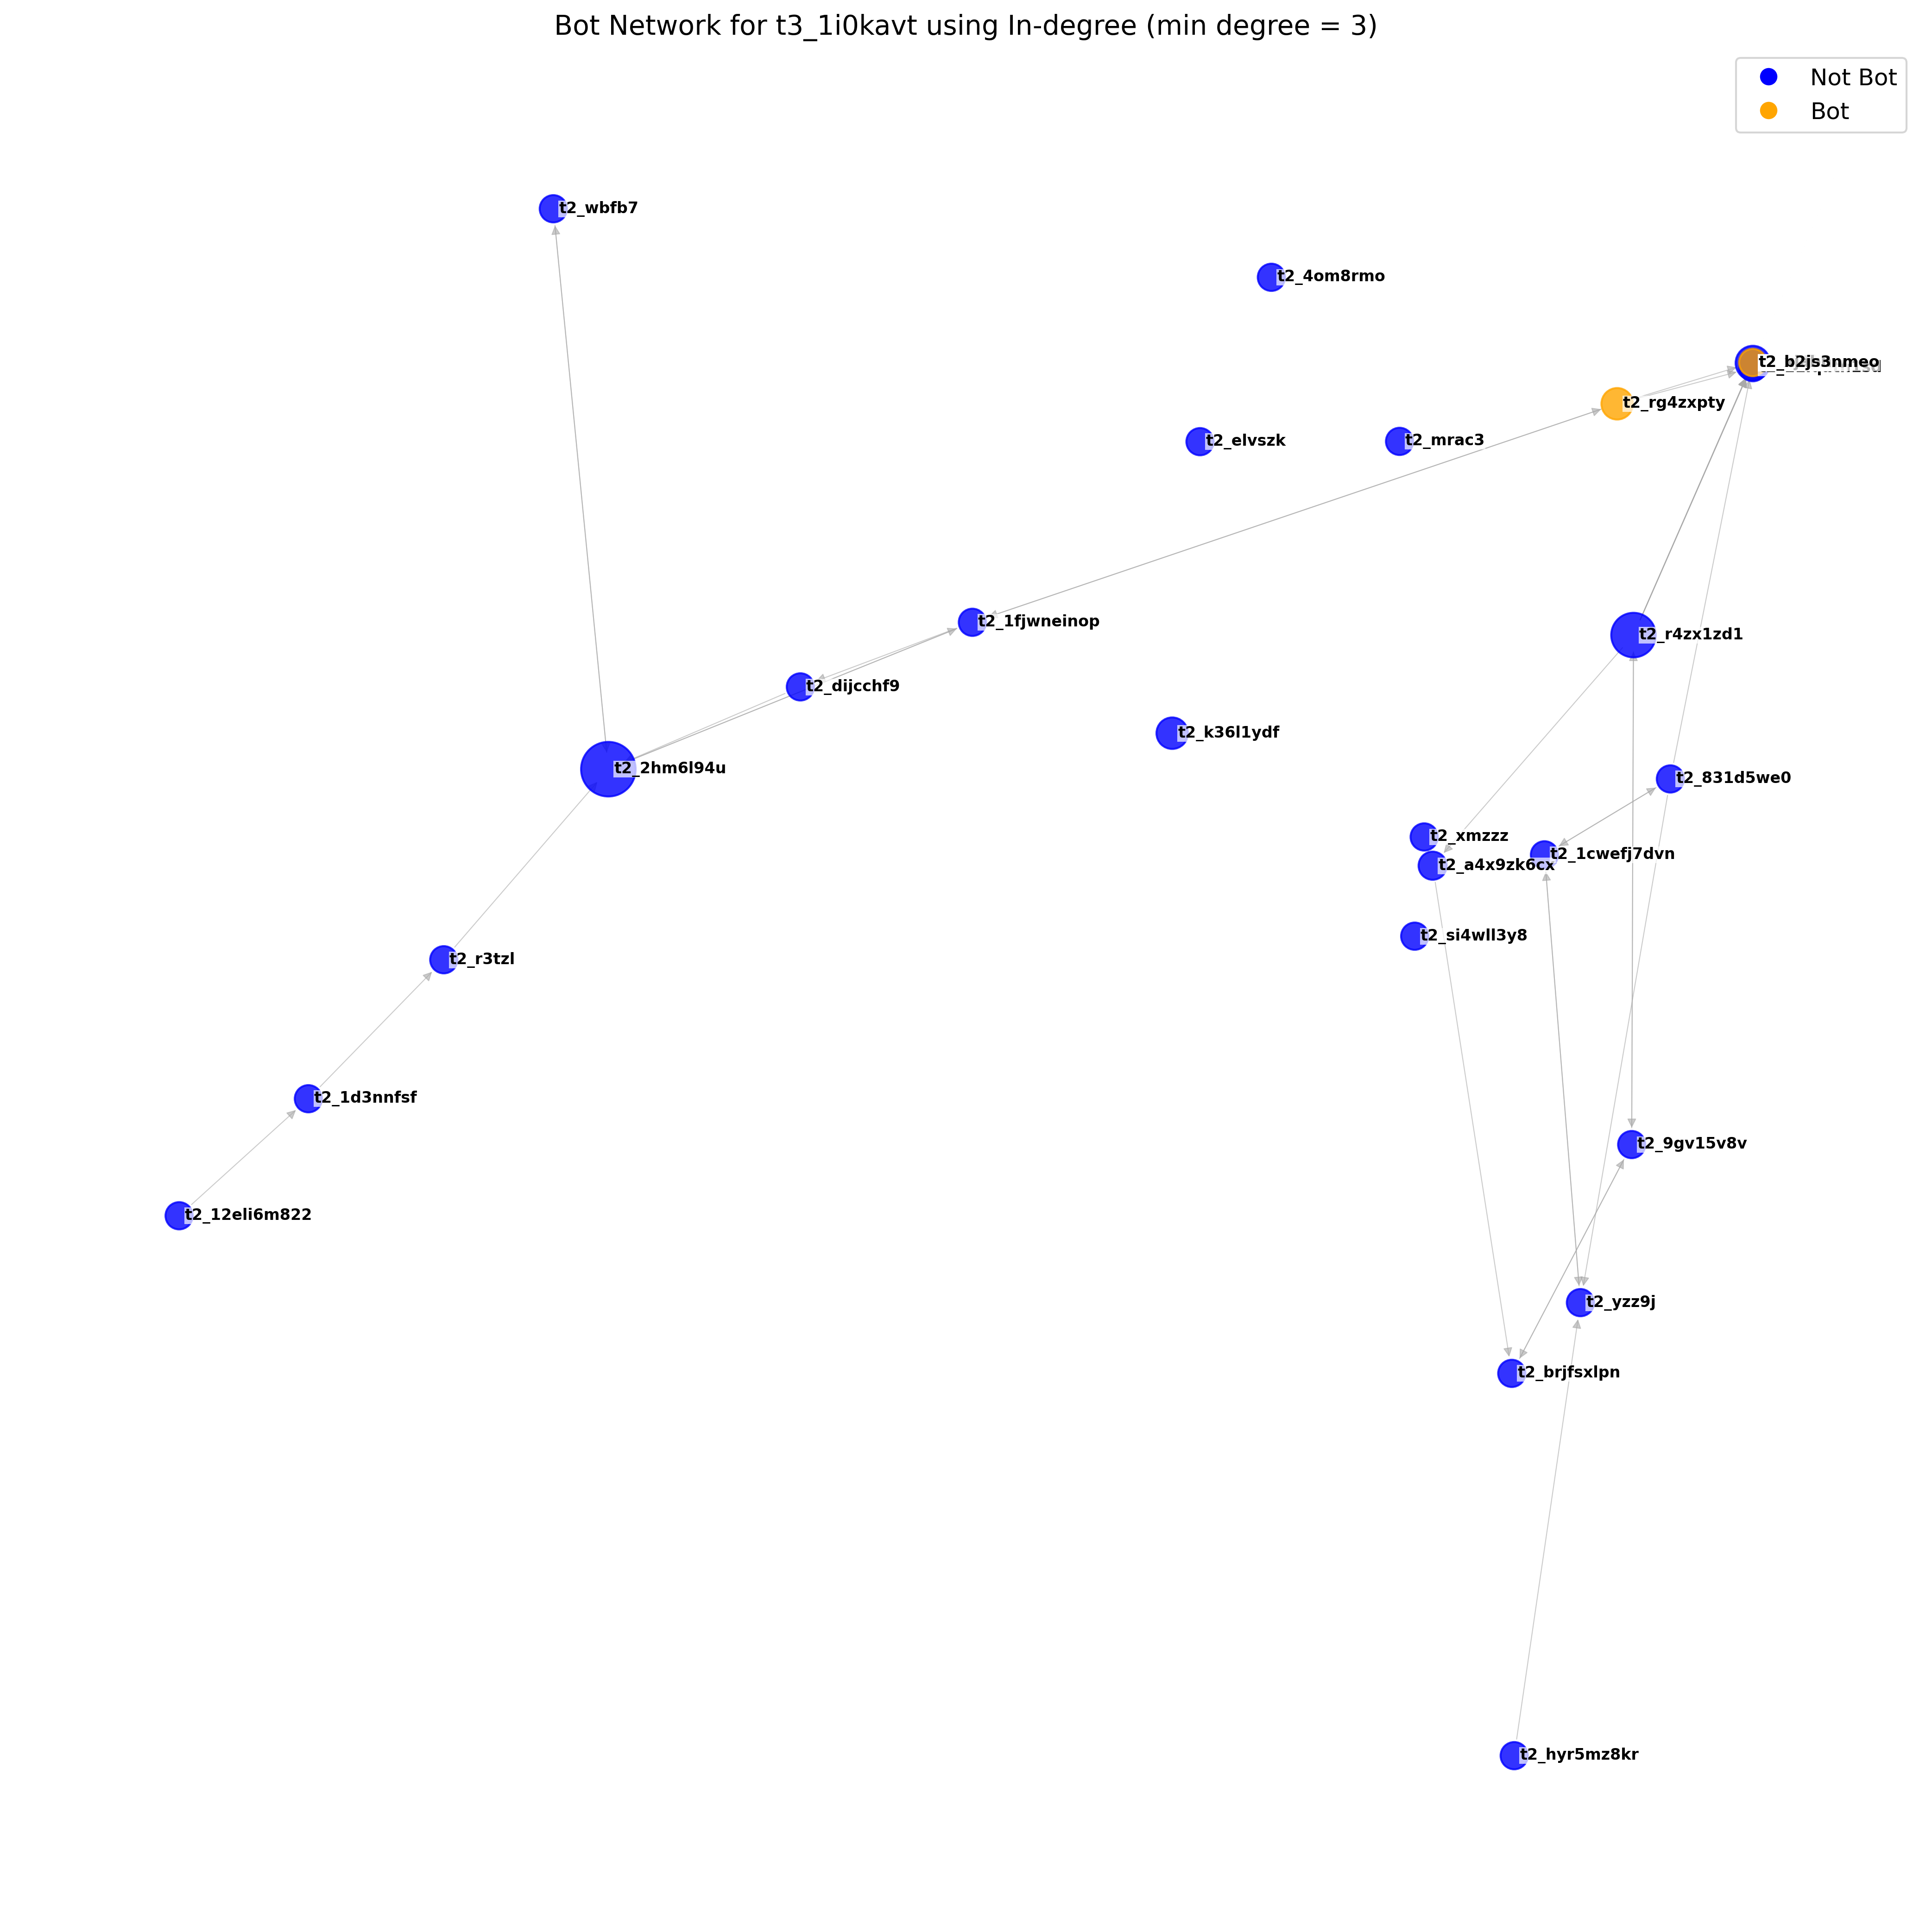 Bot Network for t3_1i0kavt using In-degree (min degree = 3)
Not Bot
Bot
t2_wbfb7
t2_4om8rmo
t2_b2js3nmeo
t2_rg4zxpty
t2_elvszk
t2_mrac3
t2_1fjwneinop
t2_r4zx1zd1
t2_dijcchf9
t2_k36l1ydf
t2_2hm6l94u
t2_831d5we0
t2_xmzzz
t2_1cwefj7dvn
t2_a4x9zk6cx
t2_si4wll3y8
t2_r3tzl
t2_1d3nnfsf
t2_9gv15v8v
t2_12eli6m822
t2_yzz9j
t2_brjfsxlpn
t2_hyr5mz8kr